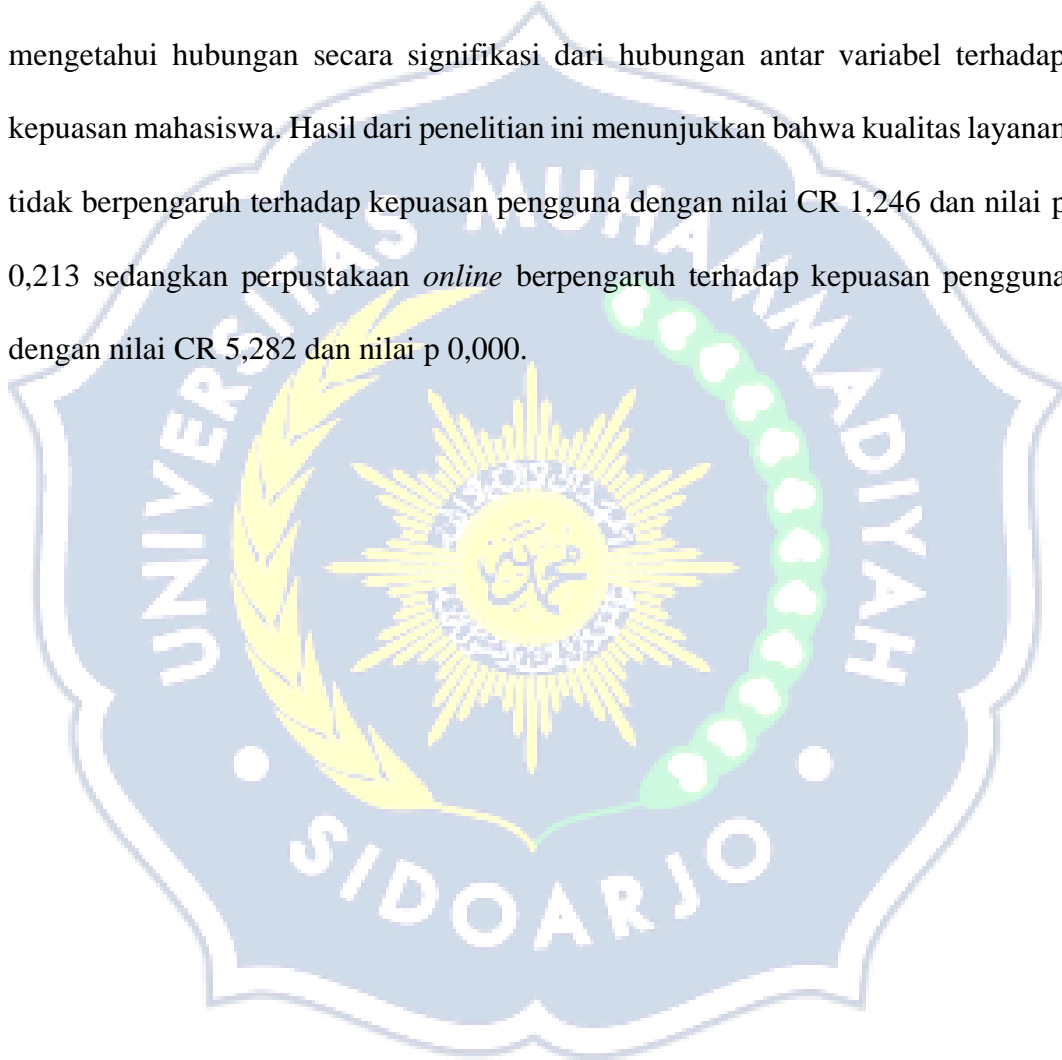 mengetahui hubungan secara signifikasi dari hubungan antar variabel terhadap
kepuasan mahasiswa. Hasil dari penelitian ini menunjukkan bahwa kualitas layanan
tidak berpengaruh terhadap kepuasan pengguna dengan nilai CR 1,246 dan nilai p
0,213 sedangkan perpustakaan online berpengaruh terhadap kepuasan pengguna
dengan nilai CR 5,282 dan nilai p 0,000.
UNIVERSITAS MUHAMMADIYAH
SIDOARJO